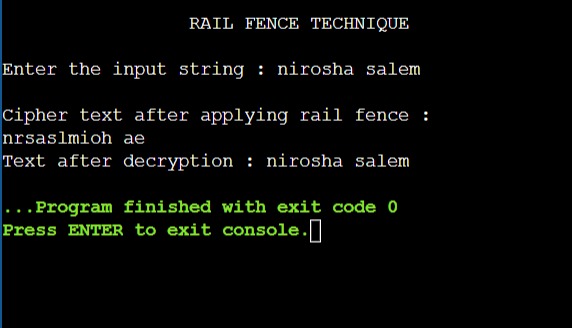 RAIL FENCE TECHNIQUE
Enter the input string : nirosha salem
Cipher text after applying rail fence :
nrsaslmioh ae
Text after decryption : nirosha salem
...Program finished with exit code 0
Press ENTER to exit console.